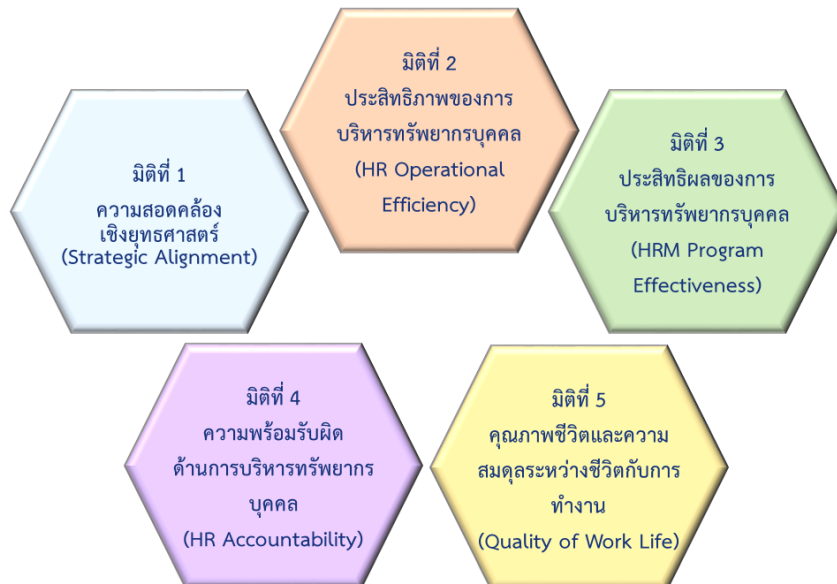 มิติที่ 1
ความสอดคล้อง
เชิงยุทธศาสตร์
(Strategic Alignment)
มิติที่ 2
ประสิทธิภาพของการ
บริหารทรัพยากรบุคคล
(HR Operational
Efficiency)
มิติที่ 3
ประสิทธิผลของการ
บริหารทรัพยากรบุคคล
(HRM Program
Effectiveness)
มิติที่ 4
ความพร้อมรับผิด
ด้านการบริหารทรัพยากร
บุคคล
(HR Accountability)
มิติที่ 5
คุณภาพชีวิตและความ
สมดุลระหว่างชีวิตกับการ
ทำงาน
(Quality of Work Life)